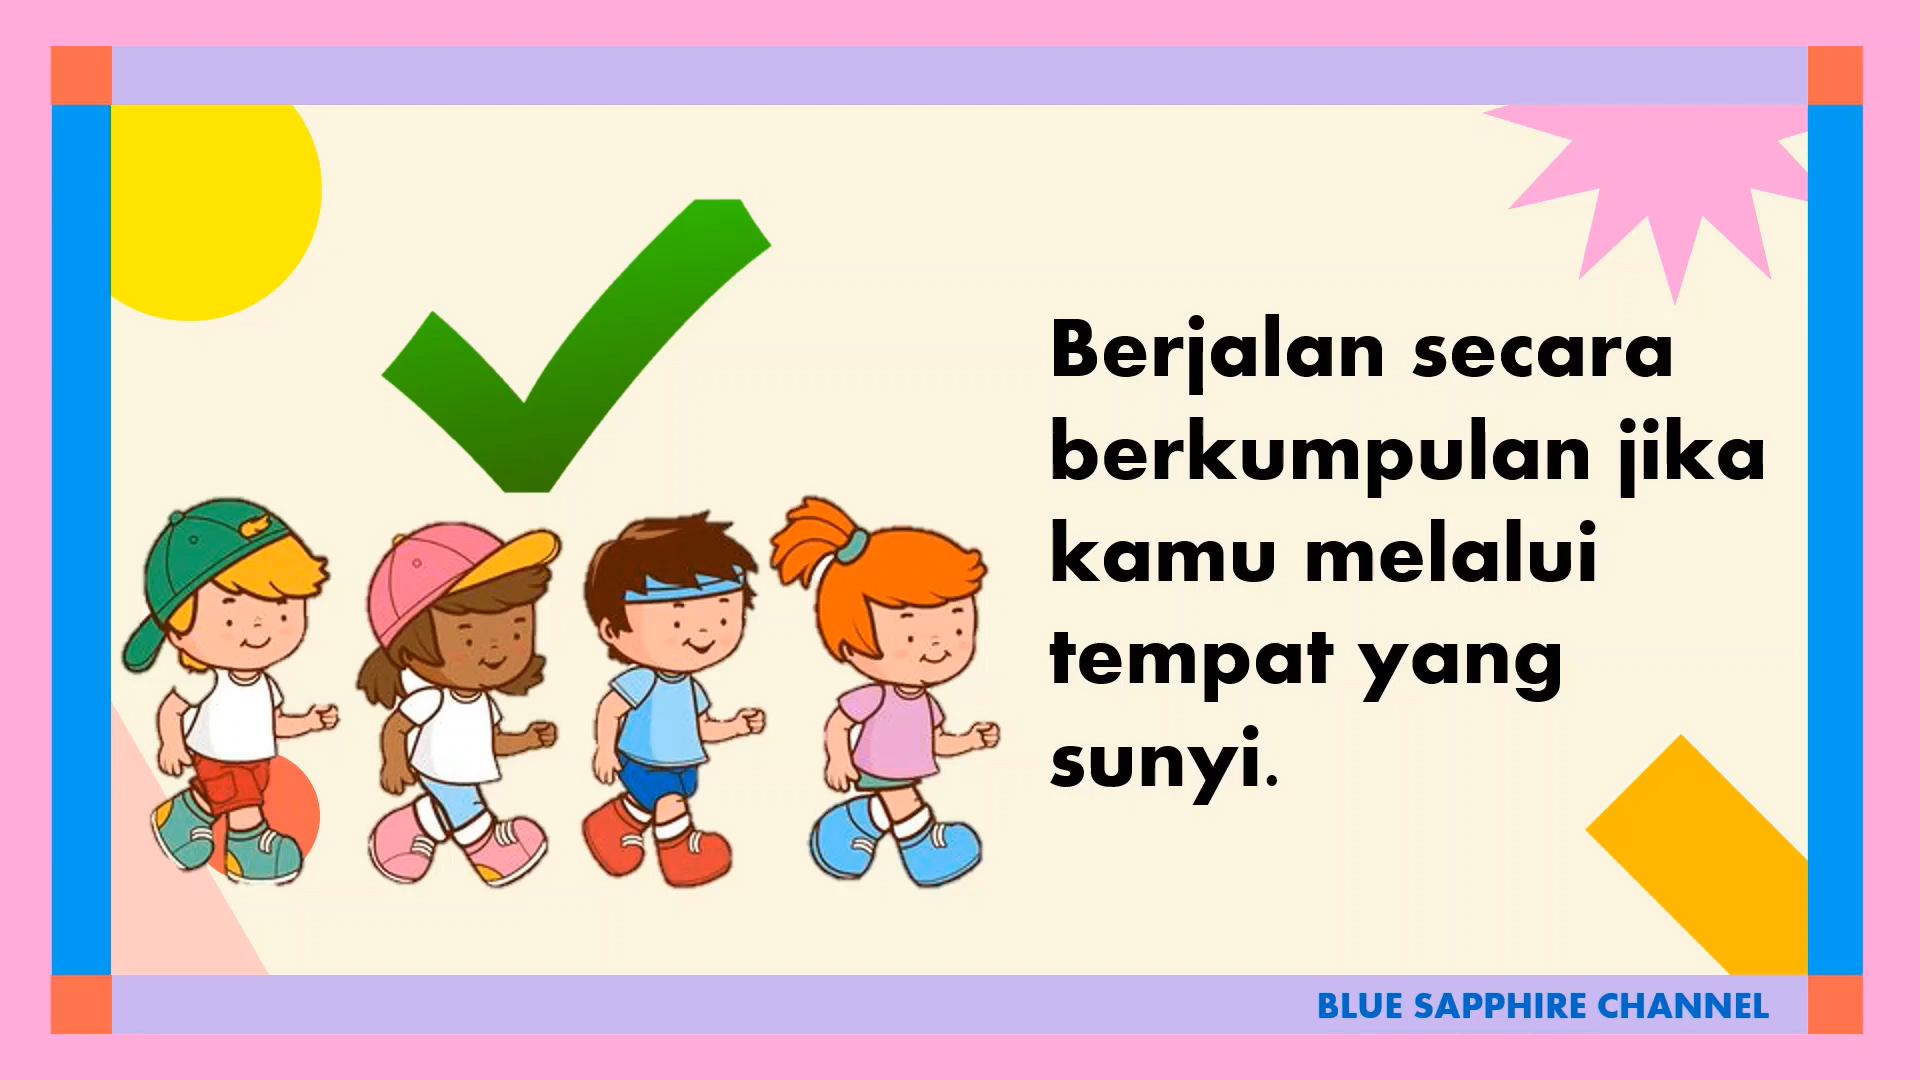 Berjalan secara
berkumpulan jika
kamu melalui
tempat yang
sunyi.
BLUE SAPPHIRE CHANNEL